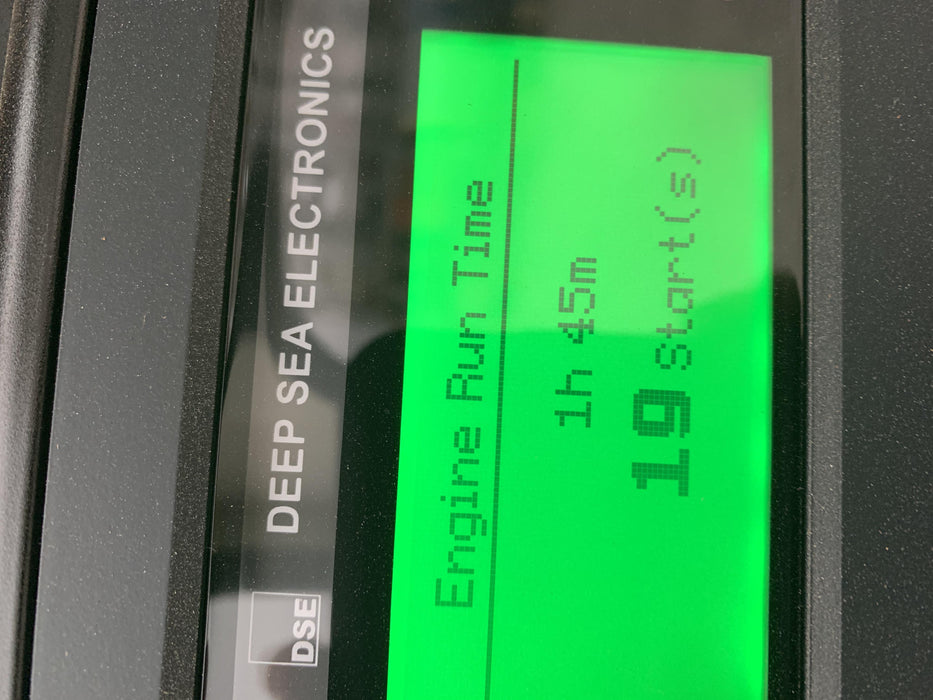 DSE DEEP SEA ELECTRONICS
Engine Run Time
1h 45m
19 Start(s)